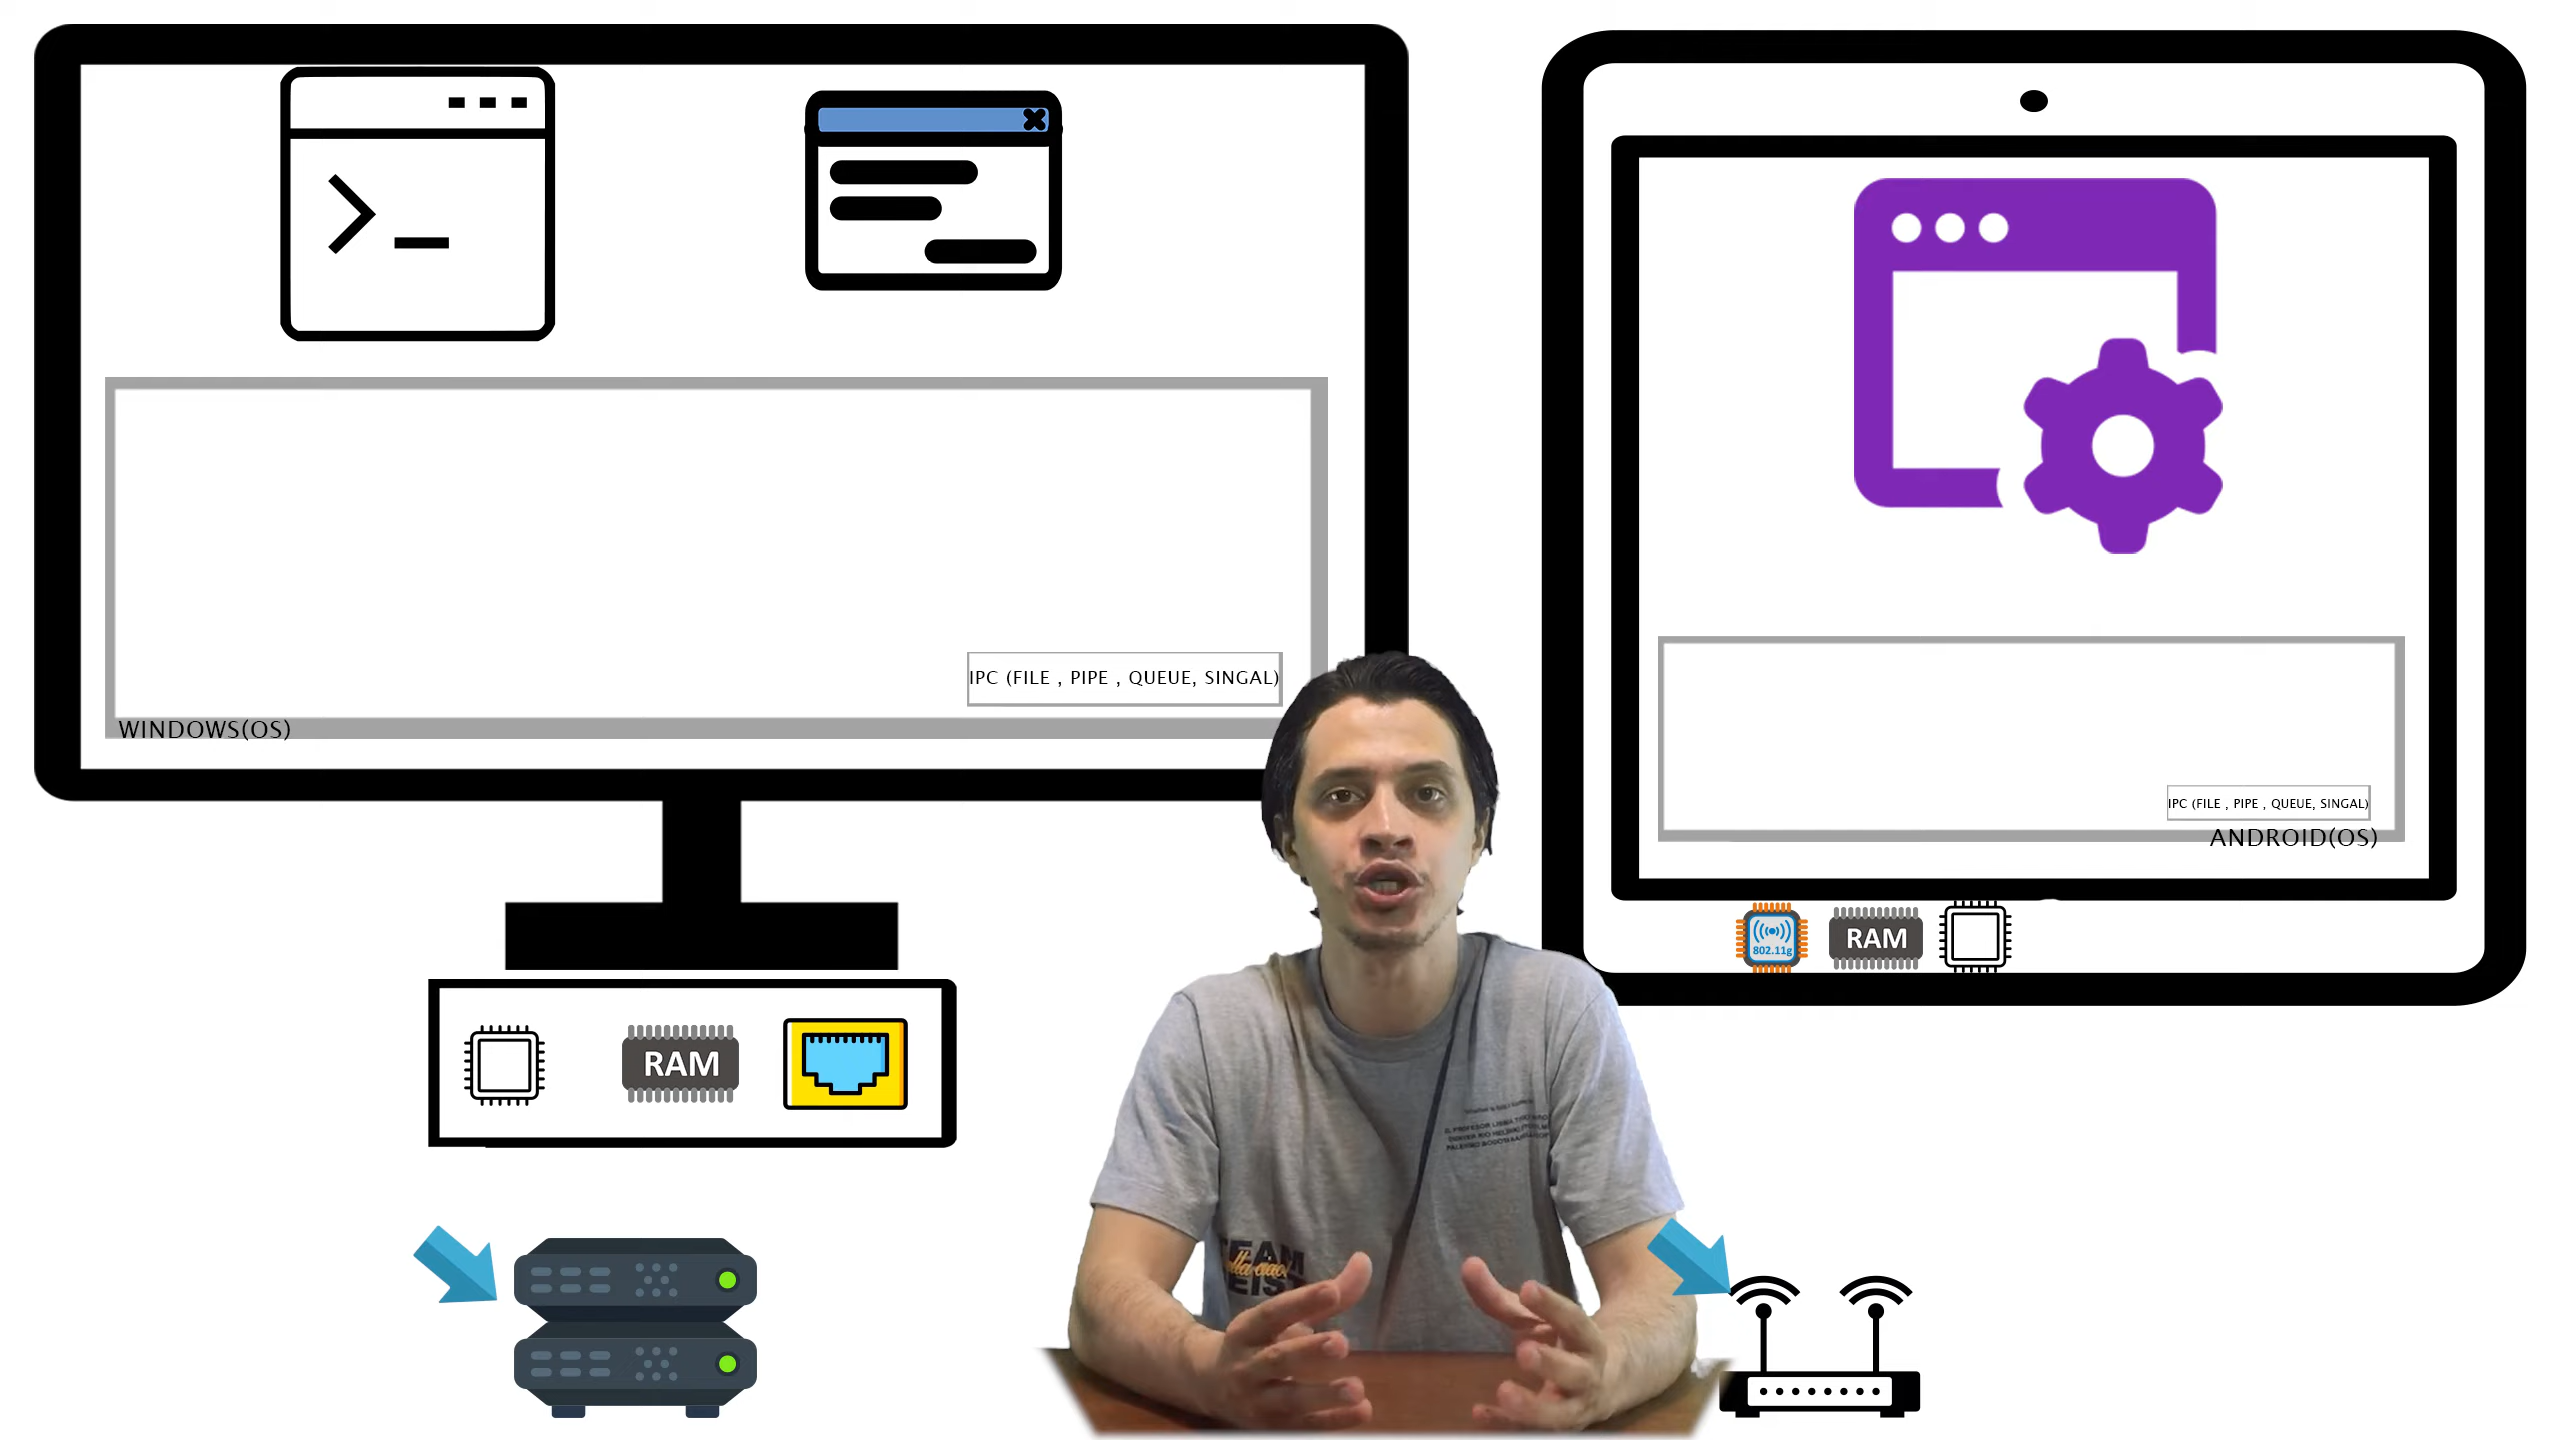 IPC (FILE , PIPE , QUEUE, SINGAL)
WINDOWS(OS)
IPC (FILE , PIPE , QUEUE, SINGAL)
ANDROID(OS)
802.11g
RAM
RAM